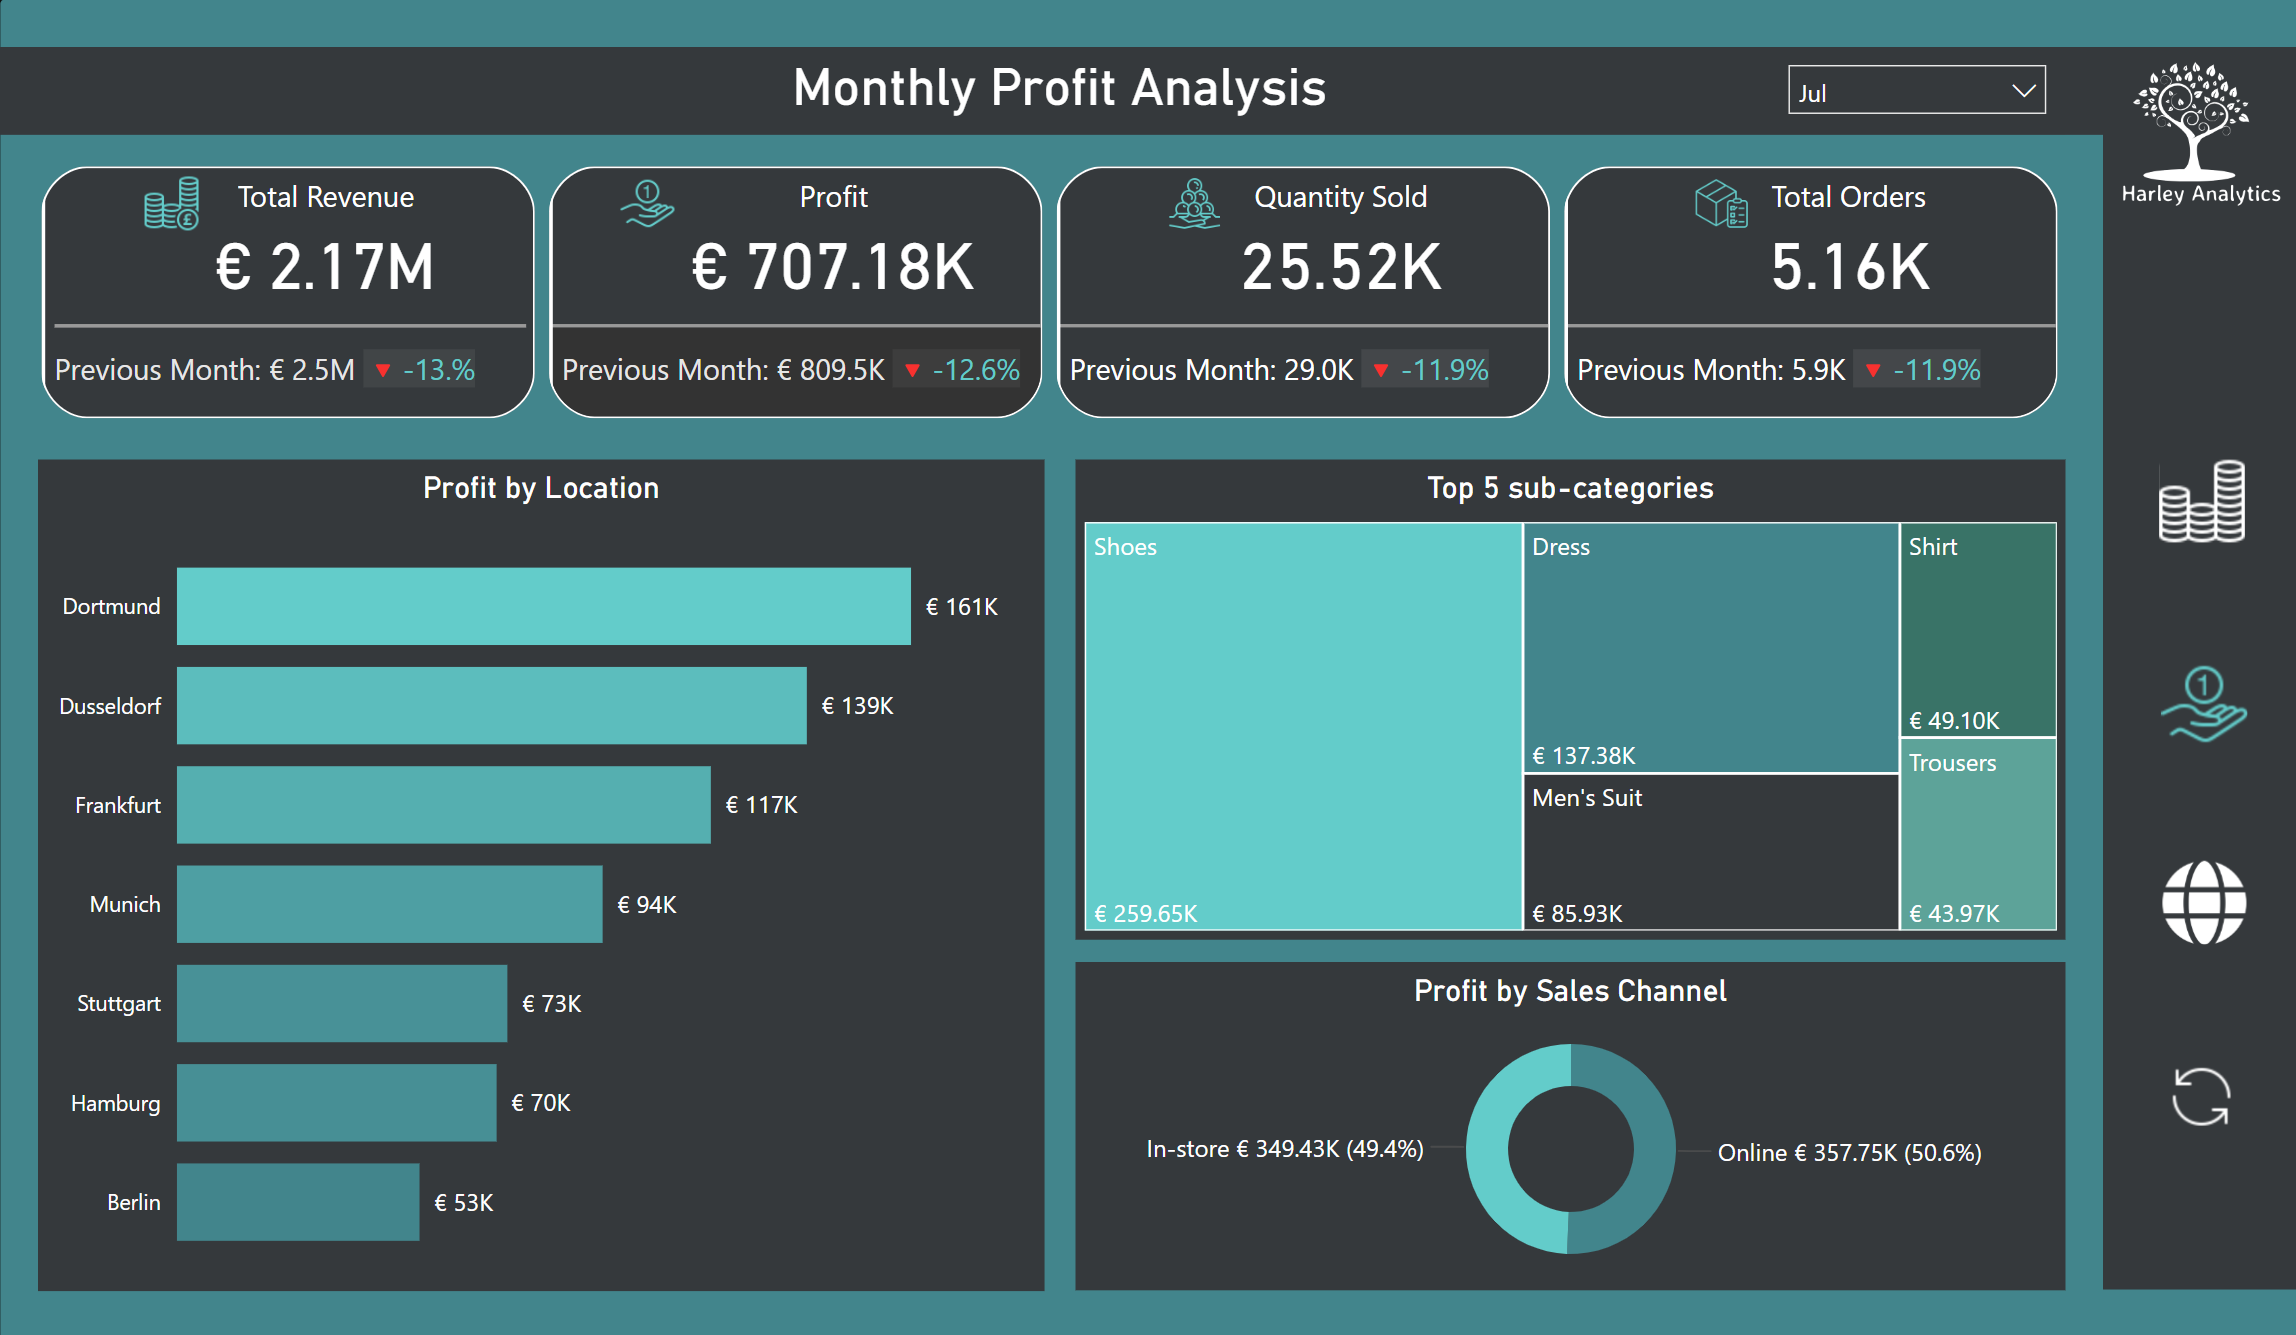 Monthly Profit Analysis
Jul
Harley Analytics
Total Revenue
€ 2.17M
Previous Month: € 2.5M ▼ -13.%
Profit
€ 707.18K
Previous Month: € 809.5K ▼ -12.6%
Quantity Sold
25.52K
Previous Month: 29.0K ▼ -11.9%
Total Orders
5.16K
Previous Month: 5.9K ▼ -11.9%
Profit by Location
Dortmund € 161K
Dusseldorf € 139K
Frankfurt € 117K
Munich € 94K
Stuttgart € 73K
Hamburg € 70K
Berlin € 53K
Top 5 sub-categories
Shoes
€ 259.65K
Dress
€ 137.38K
Men's Suit
€ 85.93K
Shirt
€ 49.10K
Trousers
€ 43.97K
Profit by Sales Channel
In-store € 349.43K (49.4%)
Online € 357.75K (50.6%)
£
1
1